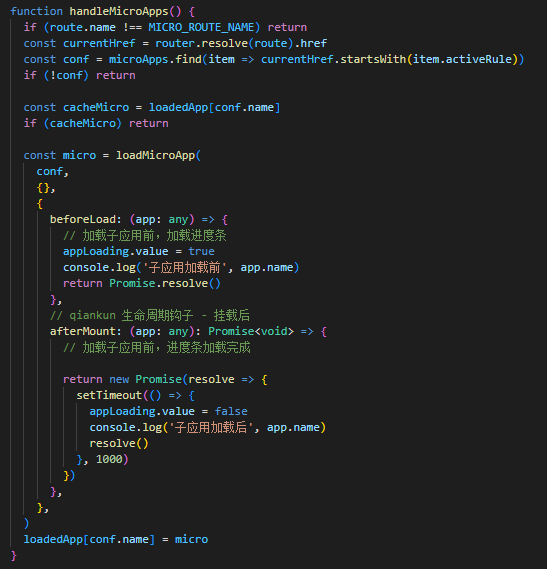 function handleMicroApps() {
  if (route.name !== MICRO_ROUTE_NAME) return
  const currentHref = router.resolve(route).href
  const conf = microApps.find(item => currentHref.startsWith(item.activeRule))
  if (!conf) return

  const cacheMicro = loadedApp[conf.name]
  if (cacheMicro) return

  const micro = loadMicroApp(
    conf,
    {},
    {
      beforeLoad: (app: any) => {
        // 加载子应用前，加载进度条
        appLoading.value = true
        console.log('子应用加载前', app.name)
        return Promise.resolve()
      },
      // qiankun 生命周期钩子 - 挂载后
      afterMount: (app: any): Promise<void> => {
        // 加载子应用前，进度条加载完成

        return new Promise(resolve => {
          setTimeout(() => {
            appLoading.value = false
            console.log('子应用加载后', app.name)
            resolve()
          }, 1000)
        })
      },
    },
  )
  loadedApp[conf.name] = micro
}